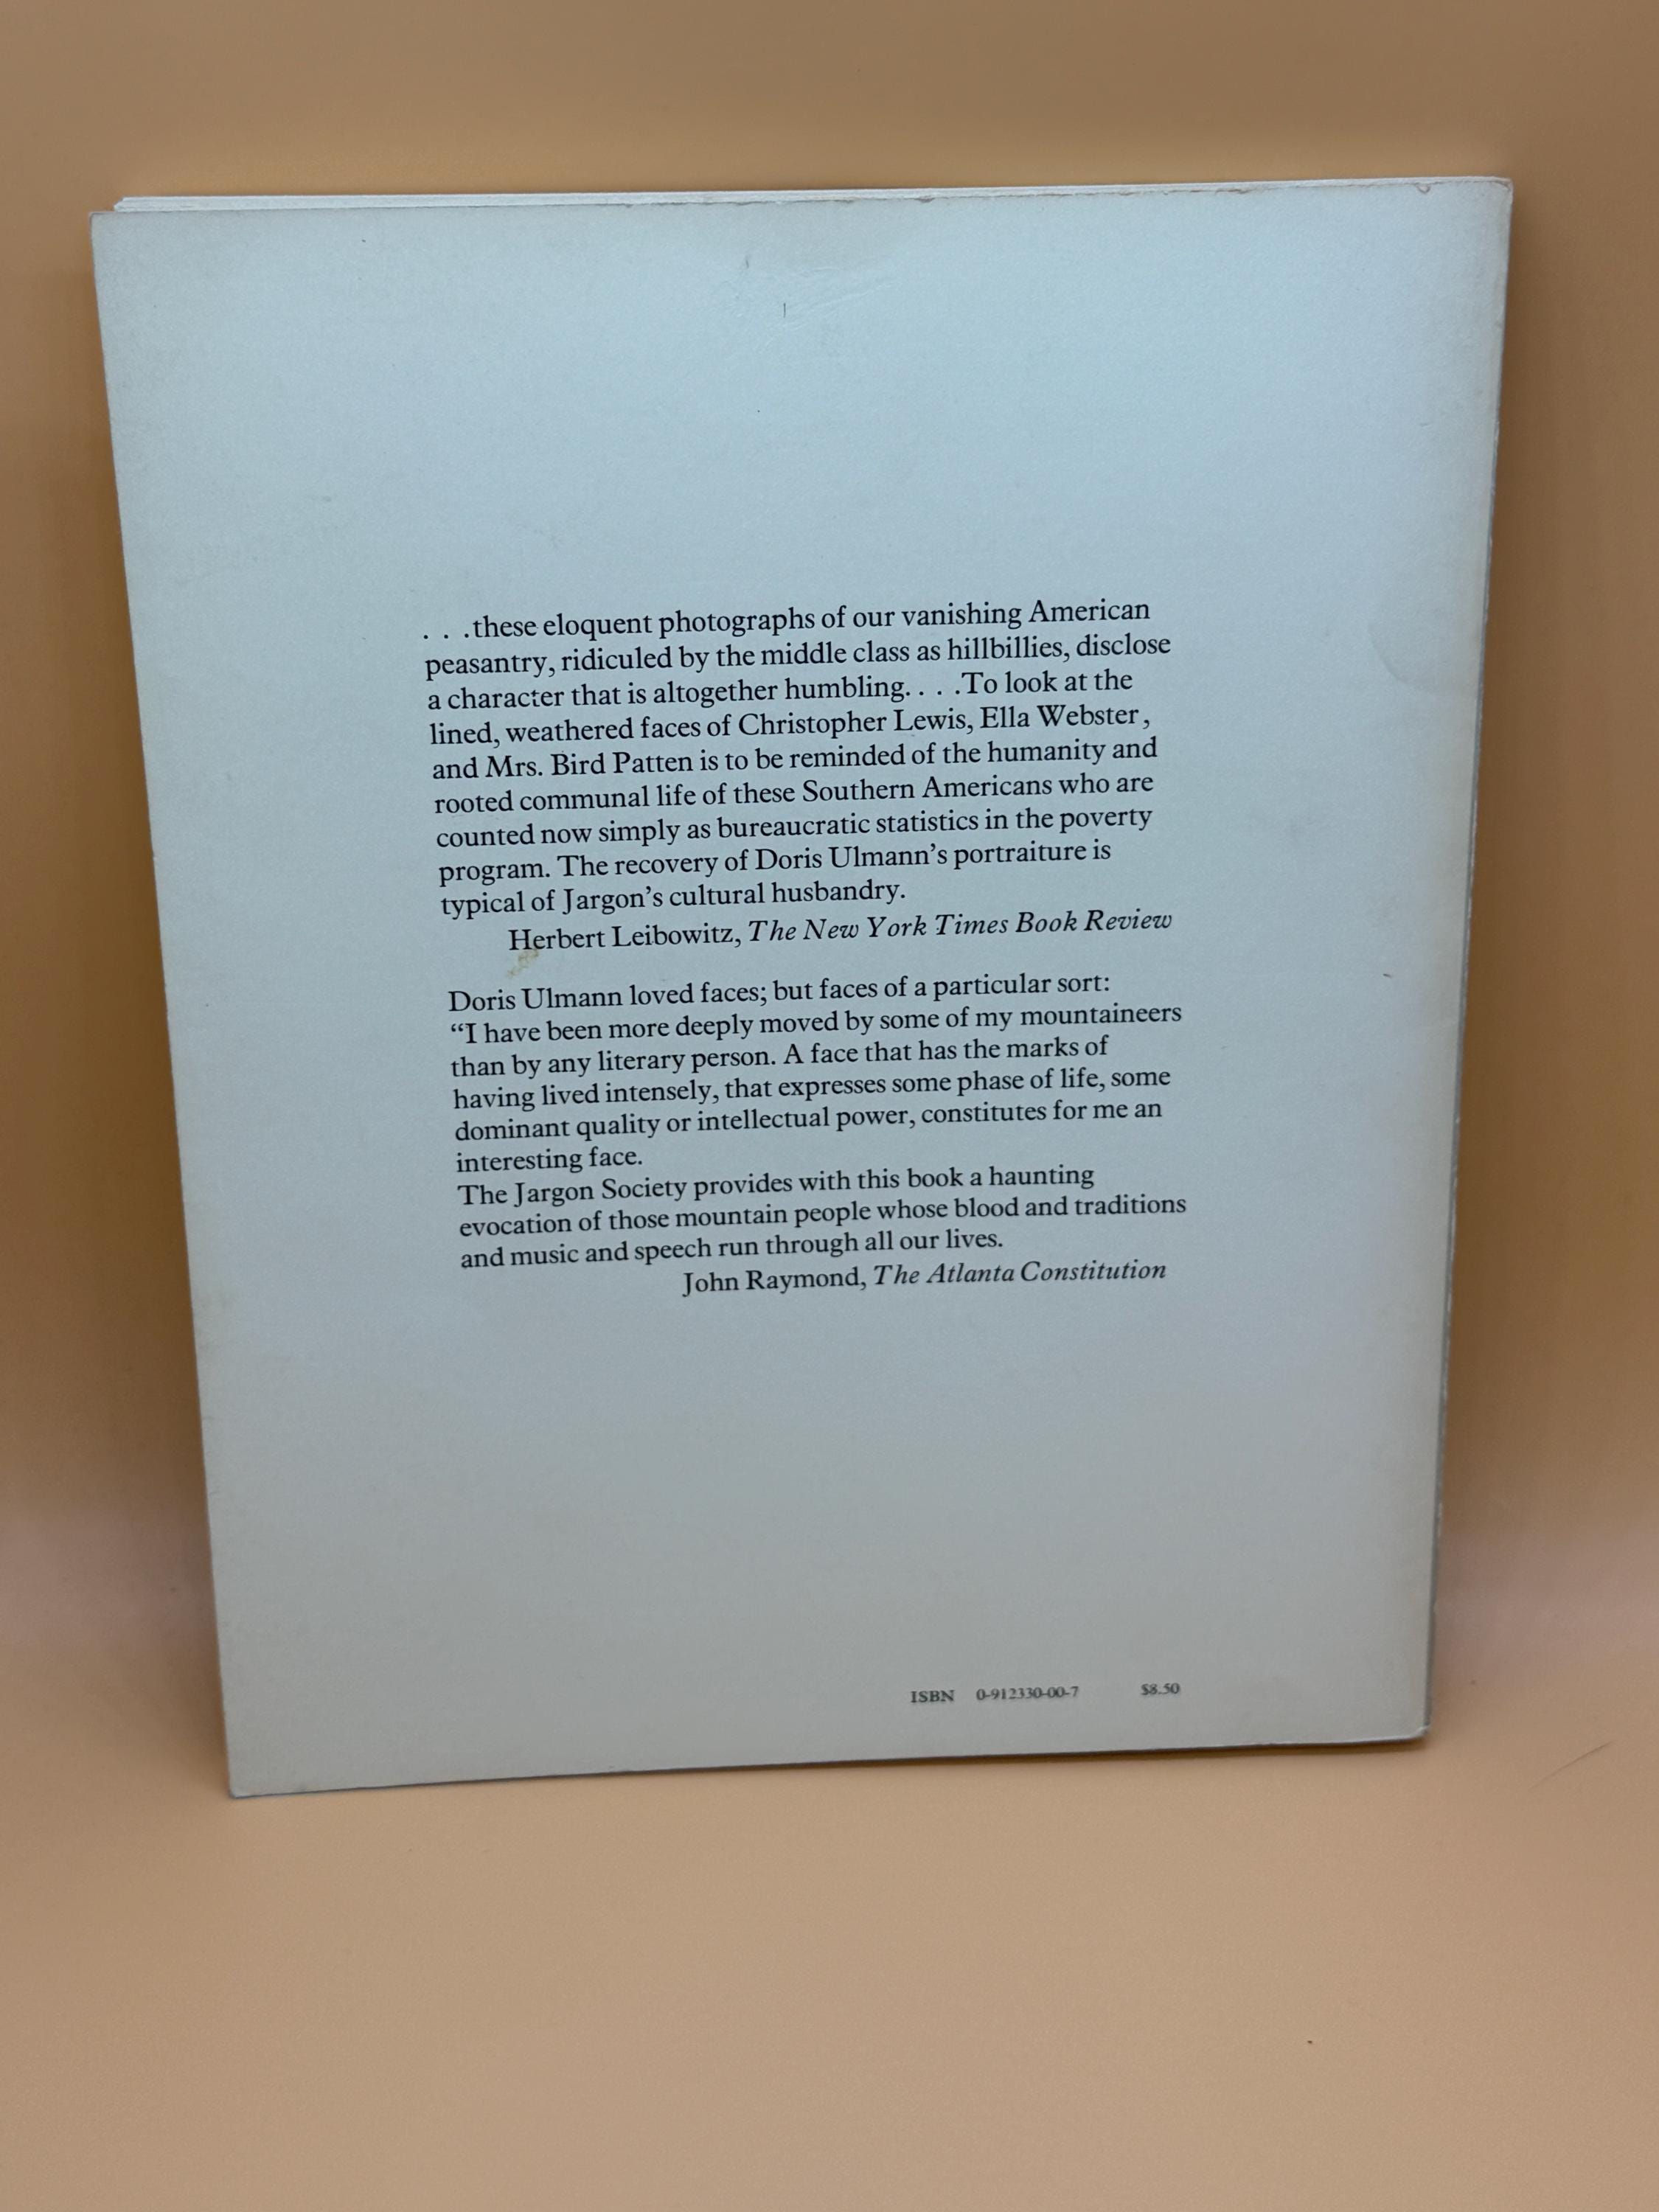 . . .these eloquent photographs of our vanishing American
peasantry, ridiculed by the middle class as hillbillies, disclose
a character that is altogether humbling. . . .To look at the
lined, weathered faces of Christopher Lewis, Ella Webster,
and Mrs. Bird Patten is to be reminded of the humanity and
rooted communal life of these Southern Americans who are
counted now simply as bureaucratic statistics in the poverty
program. The recovery of Doris Ulmann's portraiture is
typical of Jargon's cultural husbandry.
Herbert Leibowitz, The New York Times Book Review
Doris Ulmann loved faces; but faces of a particular sort:
“I have been more deeply moved by some of my mountaineers
than by any literary person. A face that has the marks of
having lived intensely, that expresses some phase of life, some
dominant quality or intellectual power, constitutes for me an
interesting face.
The Jargon Society provides with this book a haunting
evocation of those mountain people whose blood and traditions
and music and speech run through all our lives.
John Raymond, The Atlanta Constitution
ISBN 0-912330-00-7 $8.50